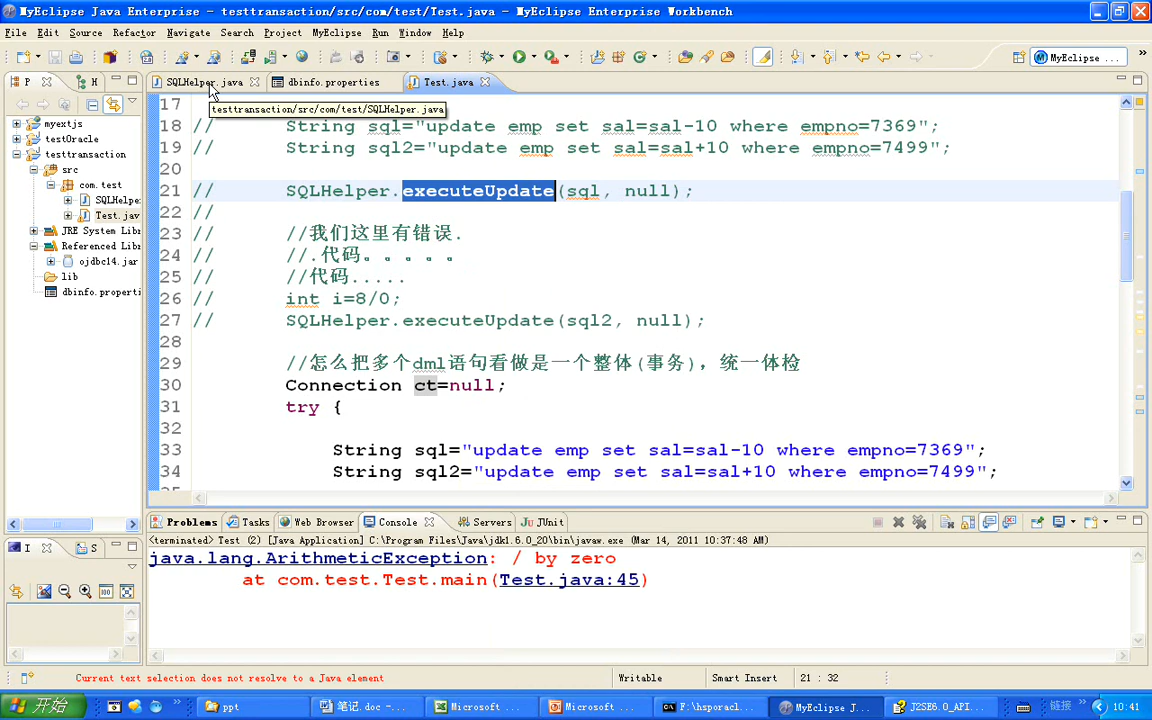 MyEclipse Java Enterprise - testtransaction/src/com/test/Test.java - MyEclipse Enterprise Workbench
File Edit Source Refactor Navigate Search Project MyEclipse Run Window Help
MyEclipse ...
P H
SQLHelper.java dbinfo.properties Test.java
testtransaction/src/com/test/SQLHelper.java
myextjs
testOracle
testtransaction
src
com.test
SQLHelpe
Test.jav
JRE System Lib
Referenced Lib
ojdbc14.jar
lib
dbinfo.properti
17
18 // String sql="update emp set sal=sal-10 where empno=7369";
19 // String sql2="update emp set sal=sal+10 where empno=7499";
20
21 // SQLHelper.executeUpdate(sql, null);
22 //
23 // //我们这里有错误.
24 // //.代码。。。。。
25 // //代码.....
26 // int i=8/0;
27 // SQLHelper.executeUpdate(sql2, null);
28
29 //怎么把多个dml语句看做是一个整体(事务), 统一体检
30 Connection ct=null;
31 try {
32
33 String sql="update emp set sal=sal-10 where empno=7369";
34 String sql2="update emp set sal=sal+10 where empno=7499";
I S
Problems Tasks Web Browser Console Servers JUnit
<terminated> Test (2) [Java Application] C:\Program Files\Java\jdk1.6.0_20\bin\javaw.exe (Mar 14, 2011 10:37:48 AM)
java.lang.ArithmeticException: / by zero
at com.test.Test.main(Test.java:45)
Current text selection does not resolve to a Java element
Writable Smart Insert 21 : 32
开始 ppt 笔记.doc -... Microsoft ... Microsoft ... F:\hsporacl... MyEclipse J... J2SE6.0_API... 链接 10:41